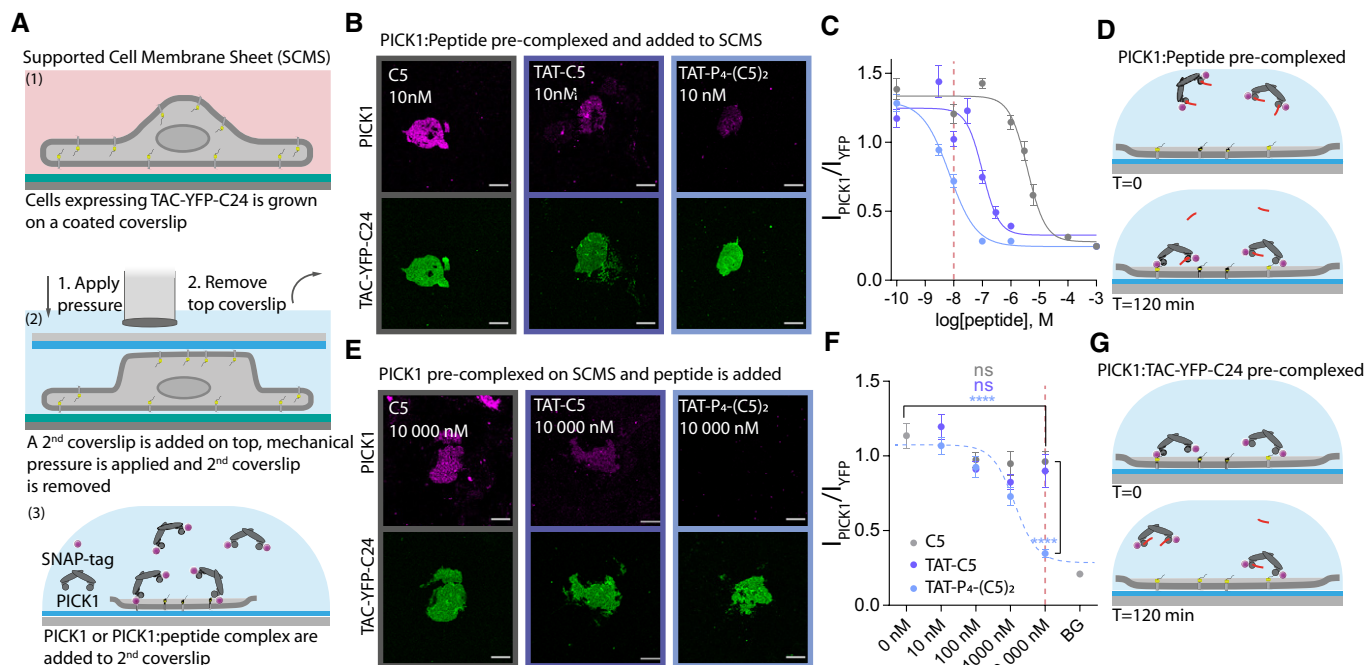 A
Supported Cell Membrane Sheet (SCMS)
(1)
Cells expressing TAC-YFP-C24 is grown
on a coated coverslip
1. Apply
pressure
2. Remove
top coverslip
(2)
A 2nd coverslip is added on top, mechanical
pressure is applied and 2nd coverslip
is removed
(3)
SNAP-tag
PICK1
PICK1 or PICK1:peptide complex are
added to 2nd coverslip
B
PICK1:Peptide pre-complexed and added to SCMS
PICK1
TAC-YFP-C24
C5
10nM
TAT-C5
10nM
TAT-P₄-(C5)₂
10 nM
C
I_PICK1/I_YFP
1.5
1.0
0.5
0.0
-10 -9 -8 -7 -6 -5 -4 -3
log[peptide], M
D
PICK1:Peptide pre-complexed
T=0
T=120 min
E
PICK1 pre-complexed on SCMS and peptide is added
PICK1
TAC-YFP-C24
C5
10 000 nM
TAT-C5
10 000 nM
TAT-P₄-(C5)₂
10 000 nM
F
I_PICK1/I_YFP
1.5
1.0
0.5
0.0
ns
ns
****
****
C5
TAT-C5
TAT-P₄-(C5)₂
0 nM
10 nM
100 nM
1000 nM
BG
G
PICK1:TAC-YFP-C24 pre-complexed
T=0
T=120 min